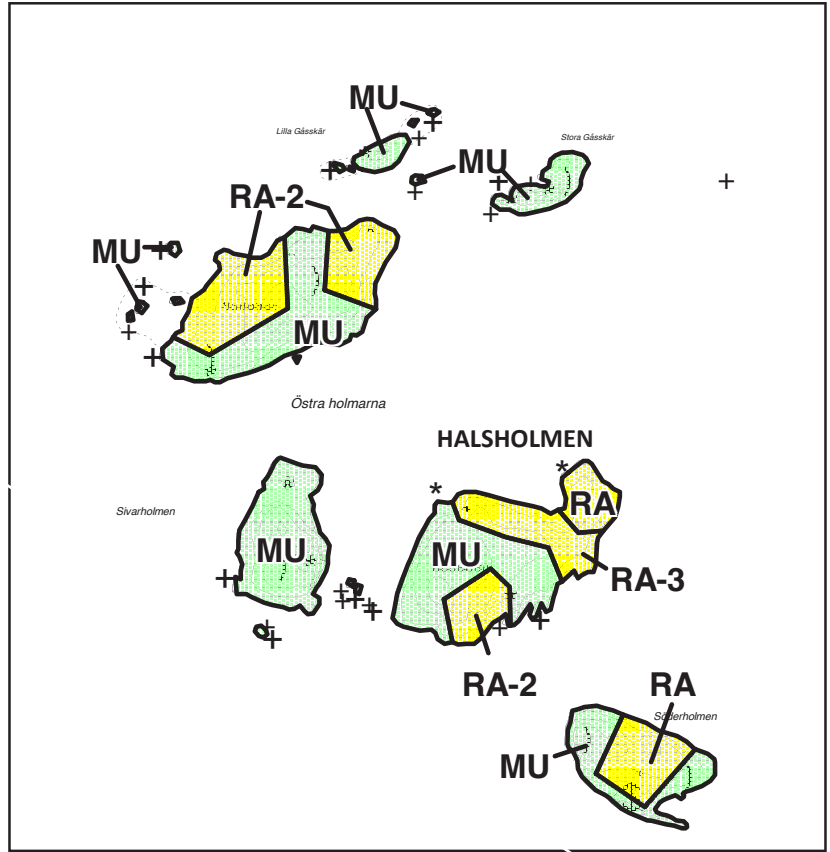 MU
Lilla Gåsskär
Stora Gåsskär
MU
RA-2
MU
MU
Östra holmarna
HALSHOLMEN
*
*
RA
Sivarholmen
MU
MU
RA-3
RA-2
RA
Söderholmen
MU